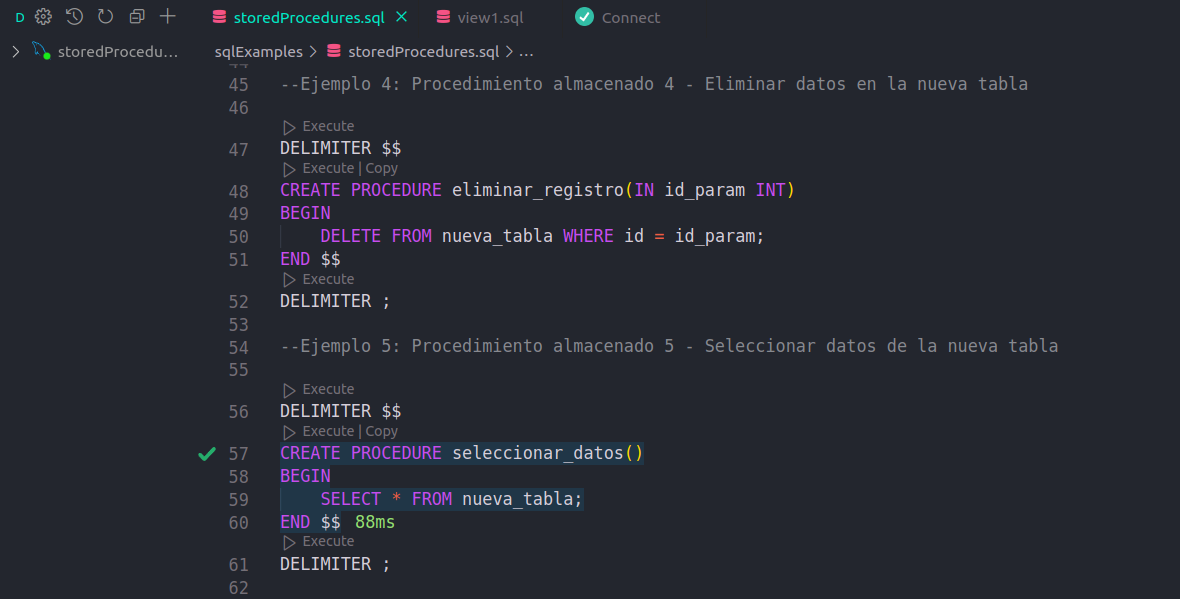 D
storedProcedures.sql
view1.sql
Connect
storedProcedu...
sqlExamples
storedProcedures.sql
...
44
45 --Ejemplo 4: Procedimiento almacenado 4 - Eliminar datos en la nueva tabla
46
Execute
47 DELIMITER $$
Execute | Copy
48 CREATE PROCEDURE eliminar_registro(IN id_param INT)
49 BEGIN
50 DELETE FROM nueva_tabla WHERE id = id_param;
51 END $$
Execute
52 DELIMITER ;
53
54 --Ejemplo 5: Procedimiento almacenado 5 - Seleccionar datos de la nueva tabla
55
Execute
56 DELIMITER $$
Execute | Copy
57 CREATE PROCEDURE seleccionar_datos()
58 BEGIN
59 SELECT * FROM nueva_tabla;
60 END $$ 88ms
Execute
61 DELIMITER ;
62